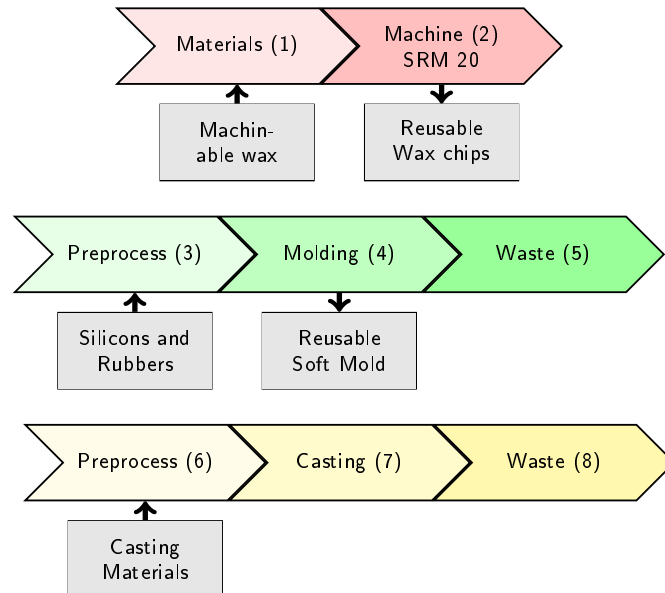 Materials (1)
Machine (2)
SRM 20
Machin-
able wax
Reusable
Wax chips
Preprocess (3)
Molding (4)
Waste (5)
Silicons and
Rubbers
Reusable
Soft Mold
Preprocess (6)
Casting (7)
Waste (8)
Casting
Materials